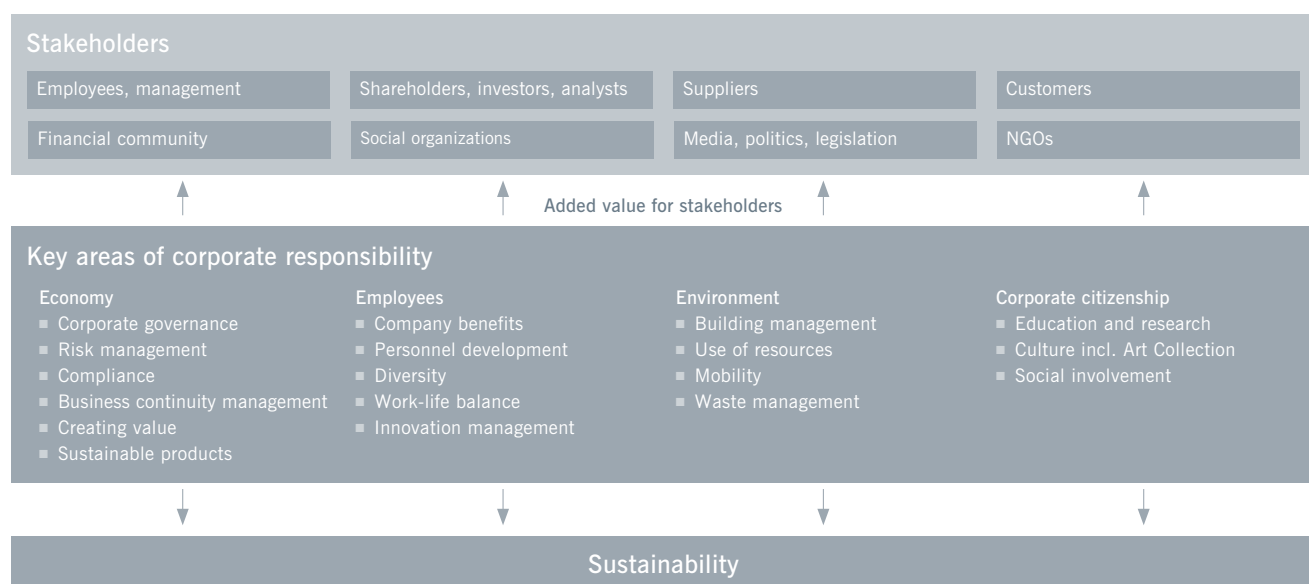 Stakeholders
Employees, management
Shareholders, investors, analysts
Suppliers
Customers
Financial community
Social organizations
Media, politics, legislation
NGOs
Added value for stakeholders
Key areas of corporate responsibility
Economy
Corporate governance
Risk management
Compliance
Business continuity management
Creating value
Sustainable products
Employees
Company benefits
Personnel development
Diversity
Work-life balance
Innovation management
Environment
Building management
Use of resources
Mobility
Waste management
Corporate citizenship
Education and research
Culture incl. Art Collection
Social involvement
Sustainability